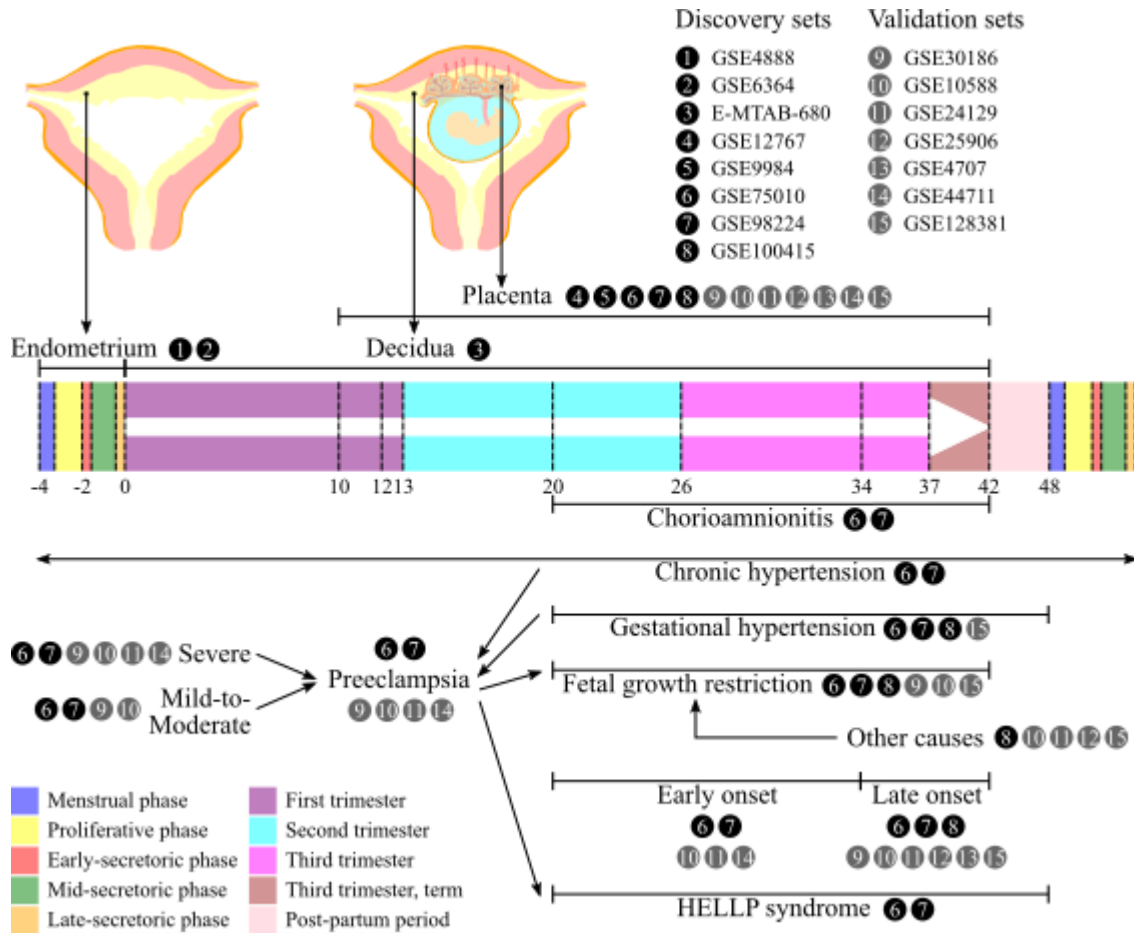 Discovery sets Validation sets
1 GSE4888 9 GSE30186
2 GSE6364 10 GSE10588
3 E-MTAB-680 11 GSE24129
4 GSE12767 12 GSE25906
5 GSE9984 13 GSE4707
6 GSE75010 14 GSE44711
7 GSE98224 15 GSE128381
8 GSE100415
Placenta 4 5 6 7 8 9 10 11 12 13 14 15
Endometrium 1 2 Decidua 3
-4 -2 0 10 12 13 20 26 34 37 42 48
Chorioamnionitis 6 7
Chronic hypertension 6 7
Gestational hypertension 6 7 8 15
6 7 9 10 11 14 Severe
6 7
Preeclampsia
9 10 11 14
6 7 9 10 Mild-to-
Moderate
Fetal growth restriction 6 7 8 9 10 15
Other causes 8 10 11 12 15
Early onset Late onset
6 7 6 7 8
10 11 14 9 10 11 12 13 15
HELLP syndrome 6 7
Menstrual phase First trimester
Proliferative phase Second trimester
Early-secretoric phase Third trimester
Mid-secretoric phase Third trimester, term
Late-secretoric phase Post-partum period